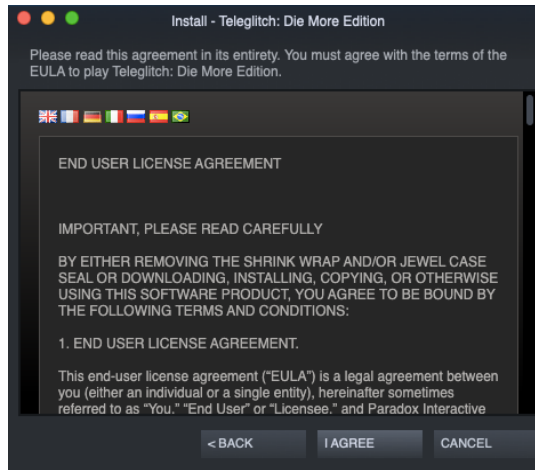 Install - Teleglitch: Die More Edition
Please read this agreement in its entirety. You must agree with the terms of the
EULA to play Teleglitch: Die More Edition.
END USER LICENSE AGREEMENT
IMPORTANT, PLEASE READ CAREFULLY
BY EITHER REMOVING THE SHRINK WRAP AND/OR JEWEL CASE
SEAL OR DOWNLOADING, INSTALLING, COPYING, OR OTHERWISE
USING THIS SOFTWARE PRODUCT, YOU AGREE TO BE BOUND BY
THE FOLLOWING TERMS AND CONDITIONS:
1. END USER LICENSE AGREEMENT.
This end-user license agreement (“EULA”) is a legal agreement between
you (either an individual or a single entity), hereinafter sometimes
referred to as “You,” “End User” or “Licensee,” and Paradox Interactive
< BACK
I AGREE
CANCEL